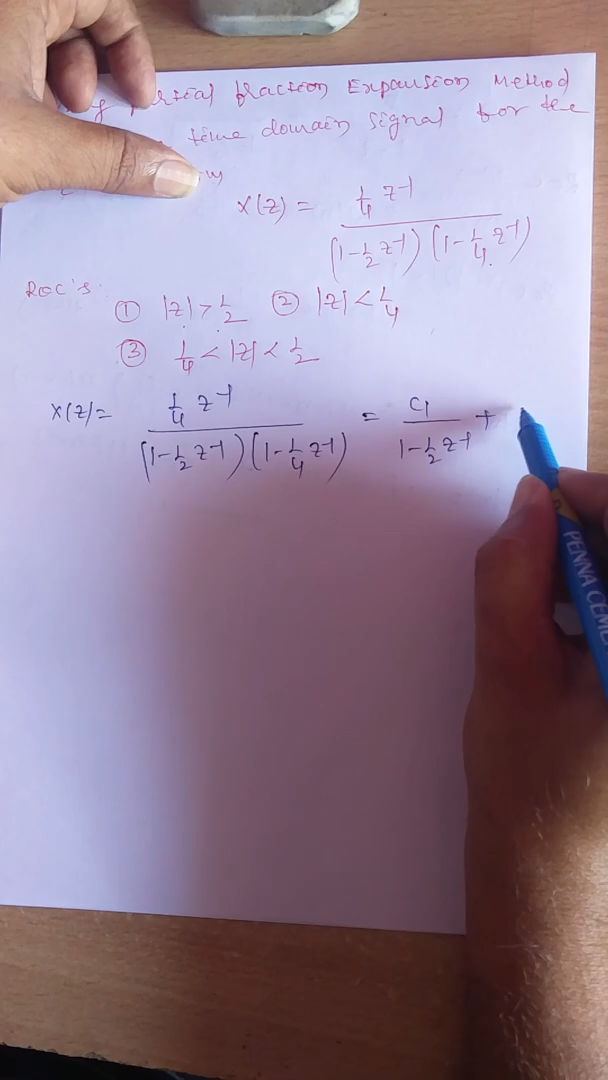 partial fraction Expansion Method
time domain signal for the
X(Z) = 1/4 z^-1 / (1-1/2 z^-1) (1-1/4 z^-1)
ROC's:
① |z| > 1/2 ② |z| < 1/4
③ 1/4 < |z| < 1/2
X(Z) = 1/4 z^-1 / (1-1/2 z^-1) (1-1/4 z^-1) = C1 / 1-1/2 z^-1 +
PENNA CEME